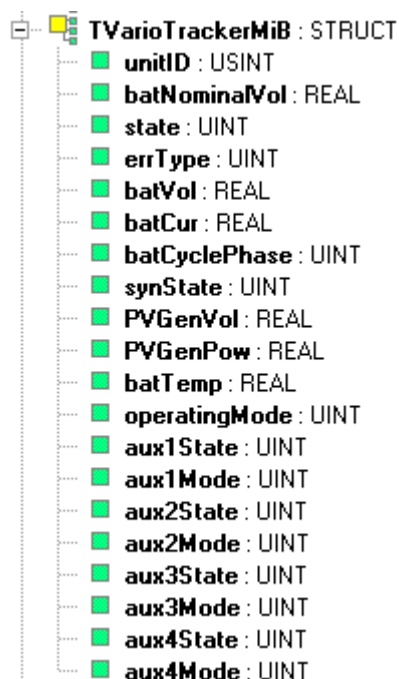 TVarioTrackerMiB : STRUCT
unitID : USINT
batNominalVol : REAL
state : UINT
errType : UINT
batVol : REAL
batCur : REAL
batCyclePhase : UINT
synState : UINT
PVGenVol : REAL
PVGenPow : REAL
batTemp : REAL
operatingMode : UINT
aux1State : UINT
aux1Mode : UINT
aux2State : UINT
aux2Mode : UINT
aux3State : UINT
aux3Mode : UINT
aux4State : UINT
aux4Mode : UINT